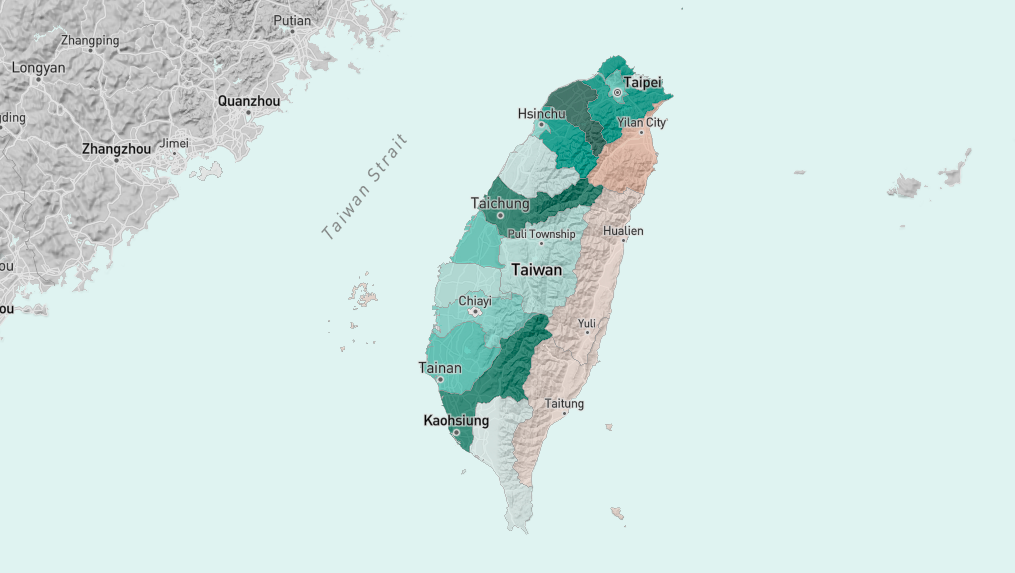 Putian
Zhangping
Longyan
Quanzhou
ding
Zhangzhou
Jimei
ou
ou
Taiwan Strait
Taipei
Hsinchu
Yilan City
Taichung
Puli Township
Hualien
Taiwan
Chiayi
Yuli
Tainan
Taitung
Kaohsiung